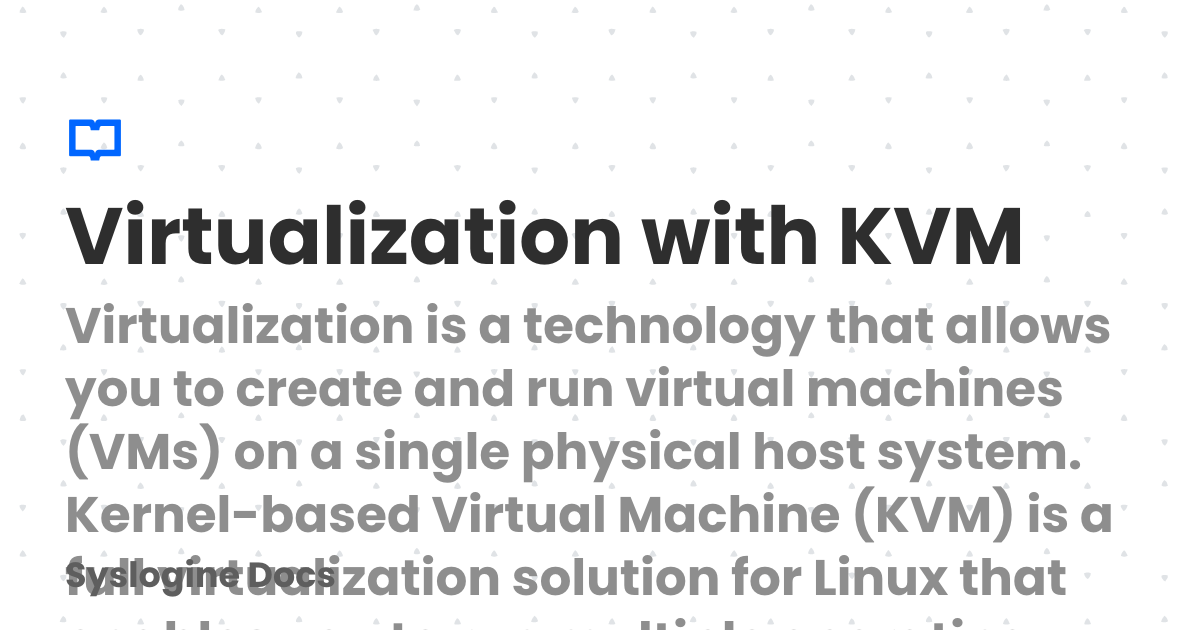 Virtualization with KVM
Virtualization is a technology that allows
you to create and run virtual machines
(VMs) on a single physical host system.
Kernel-based Virtual Machine (KVM) is a
full virtualization solution for Linux that
Syslogine Docs